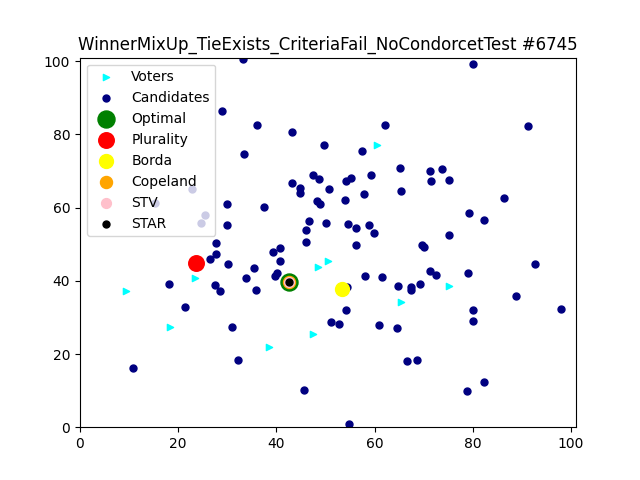 WinnerMixUp_TieExists_CriteriaFail_NoCondorcetTest #6745
100
80
60
40
20
0
Voters
Candidates
Optimal
Plurality
Borda
Copeland
STV
STAR
0 20 40 60 80 100